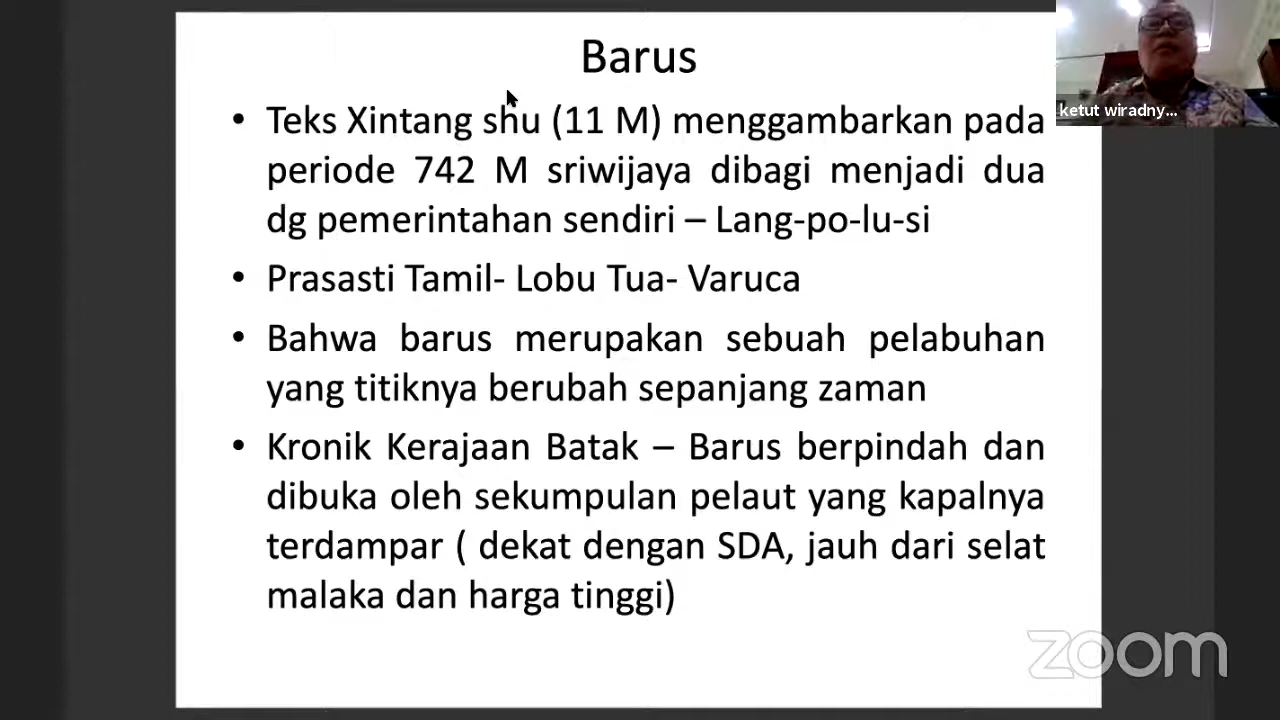 Barus
ketut wiradny...
• Teks Xintang shu (11 M) menggambarkan pada
periode 742 M sriwijaya dibagi menjadi dua
dg pemerintahan sendiri – Lang-po-lu-si
• Prasasti Tamil- Lobu Tua- Varuca
• Bahwa barus merupakan sebuah pelabuhan
yang titiknya berubah sepanjang zaman
• Kronik Kerajaan Batak – Barus berpindah dan
dibuka oleh sekumpulan pelaut yang kapalnya
terdampar ( dekat dengan SDA, jauh dari selat
malaka dan harga tinggi)
zoom